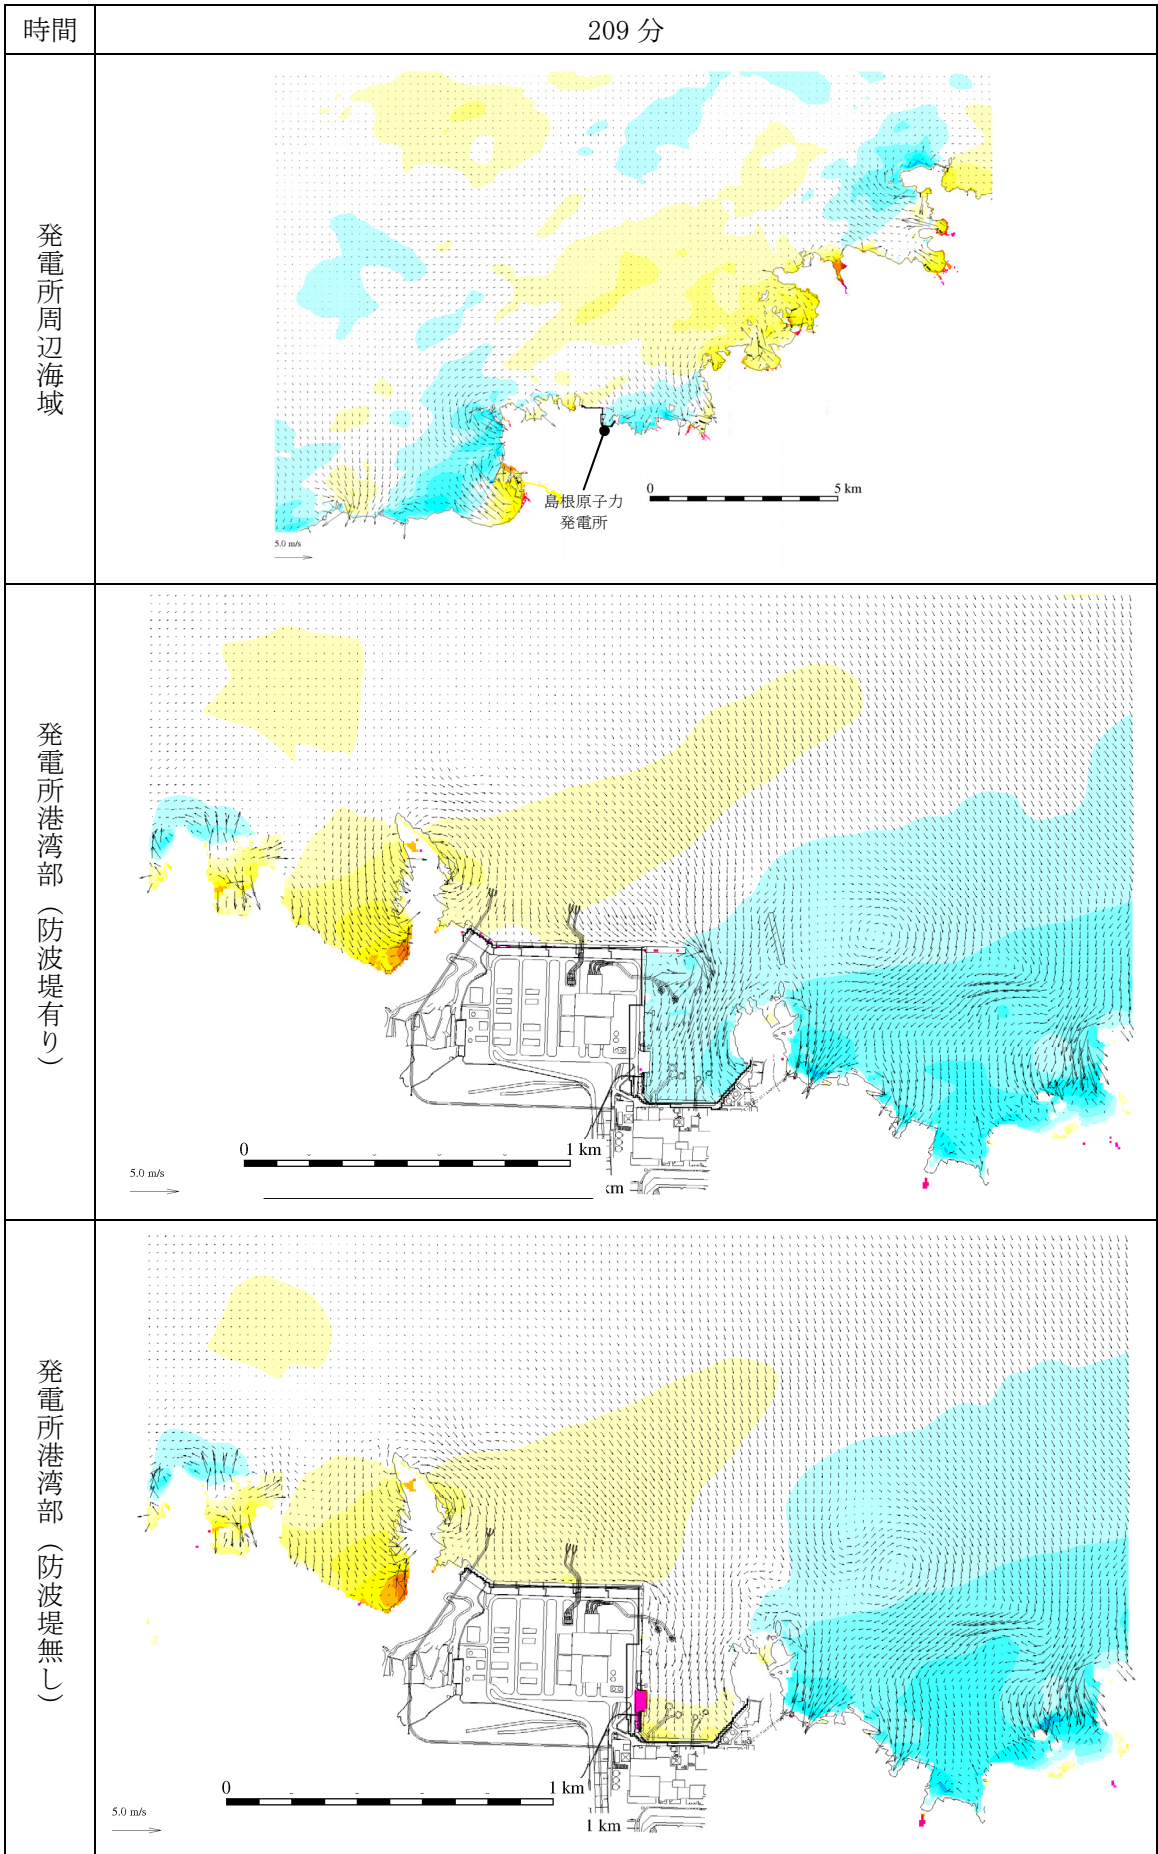 時間
209 分
発電所周辺海域
島根原子力
発電所
0 5 km
5.0 m/s
発電所港湾部（防波堤有り）
0 1 km
5.0 m/s
km
発電所港湾部（防波堤無し）
0 1 km
5.0 m/s
1 km